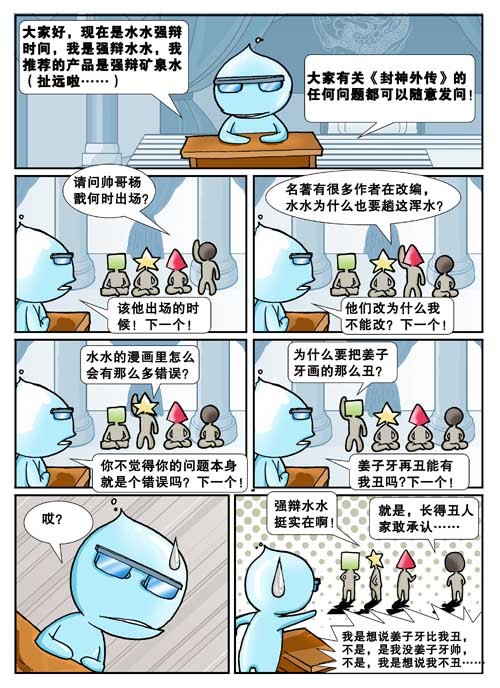 大家好，现在是水水强辩
时间，我是强辩水水，我
推荐的产品是强辩矿泉水
（扯远啦……）
大家有关《封神外传》的
任何问题都可以随意发问！
请问帅哥杨
戬何时出场？
该他出场的时
候！下一个！
名著有很多作者在改编，
水水为什么也要趟这浑水？
他们改为什么我
不能改？下一个！
水水的漫画里怎么
会有那么多错误？
你不觉得你的问题本身
就是个错误吗？下一个！
为什么要把姜子
牙画的那么丑？
姜子牙再丑能有
我丑吗？下一个！
哎？
强辩水水
挺实在啊！
就是，长得丑人
家敢承认……
我是想说姜子牙比我丑，
不是，是我没姜子牙帅，
不是，我是想说我不丑……